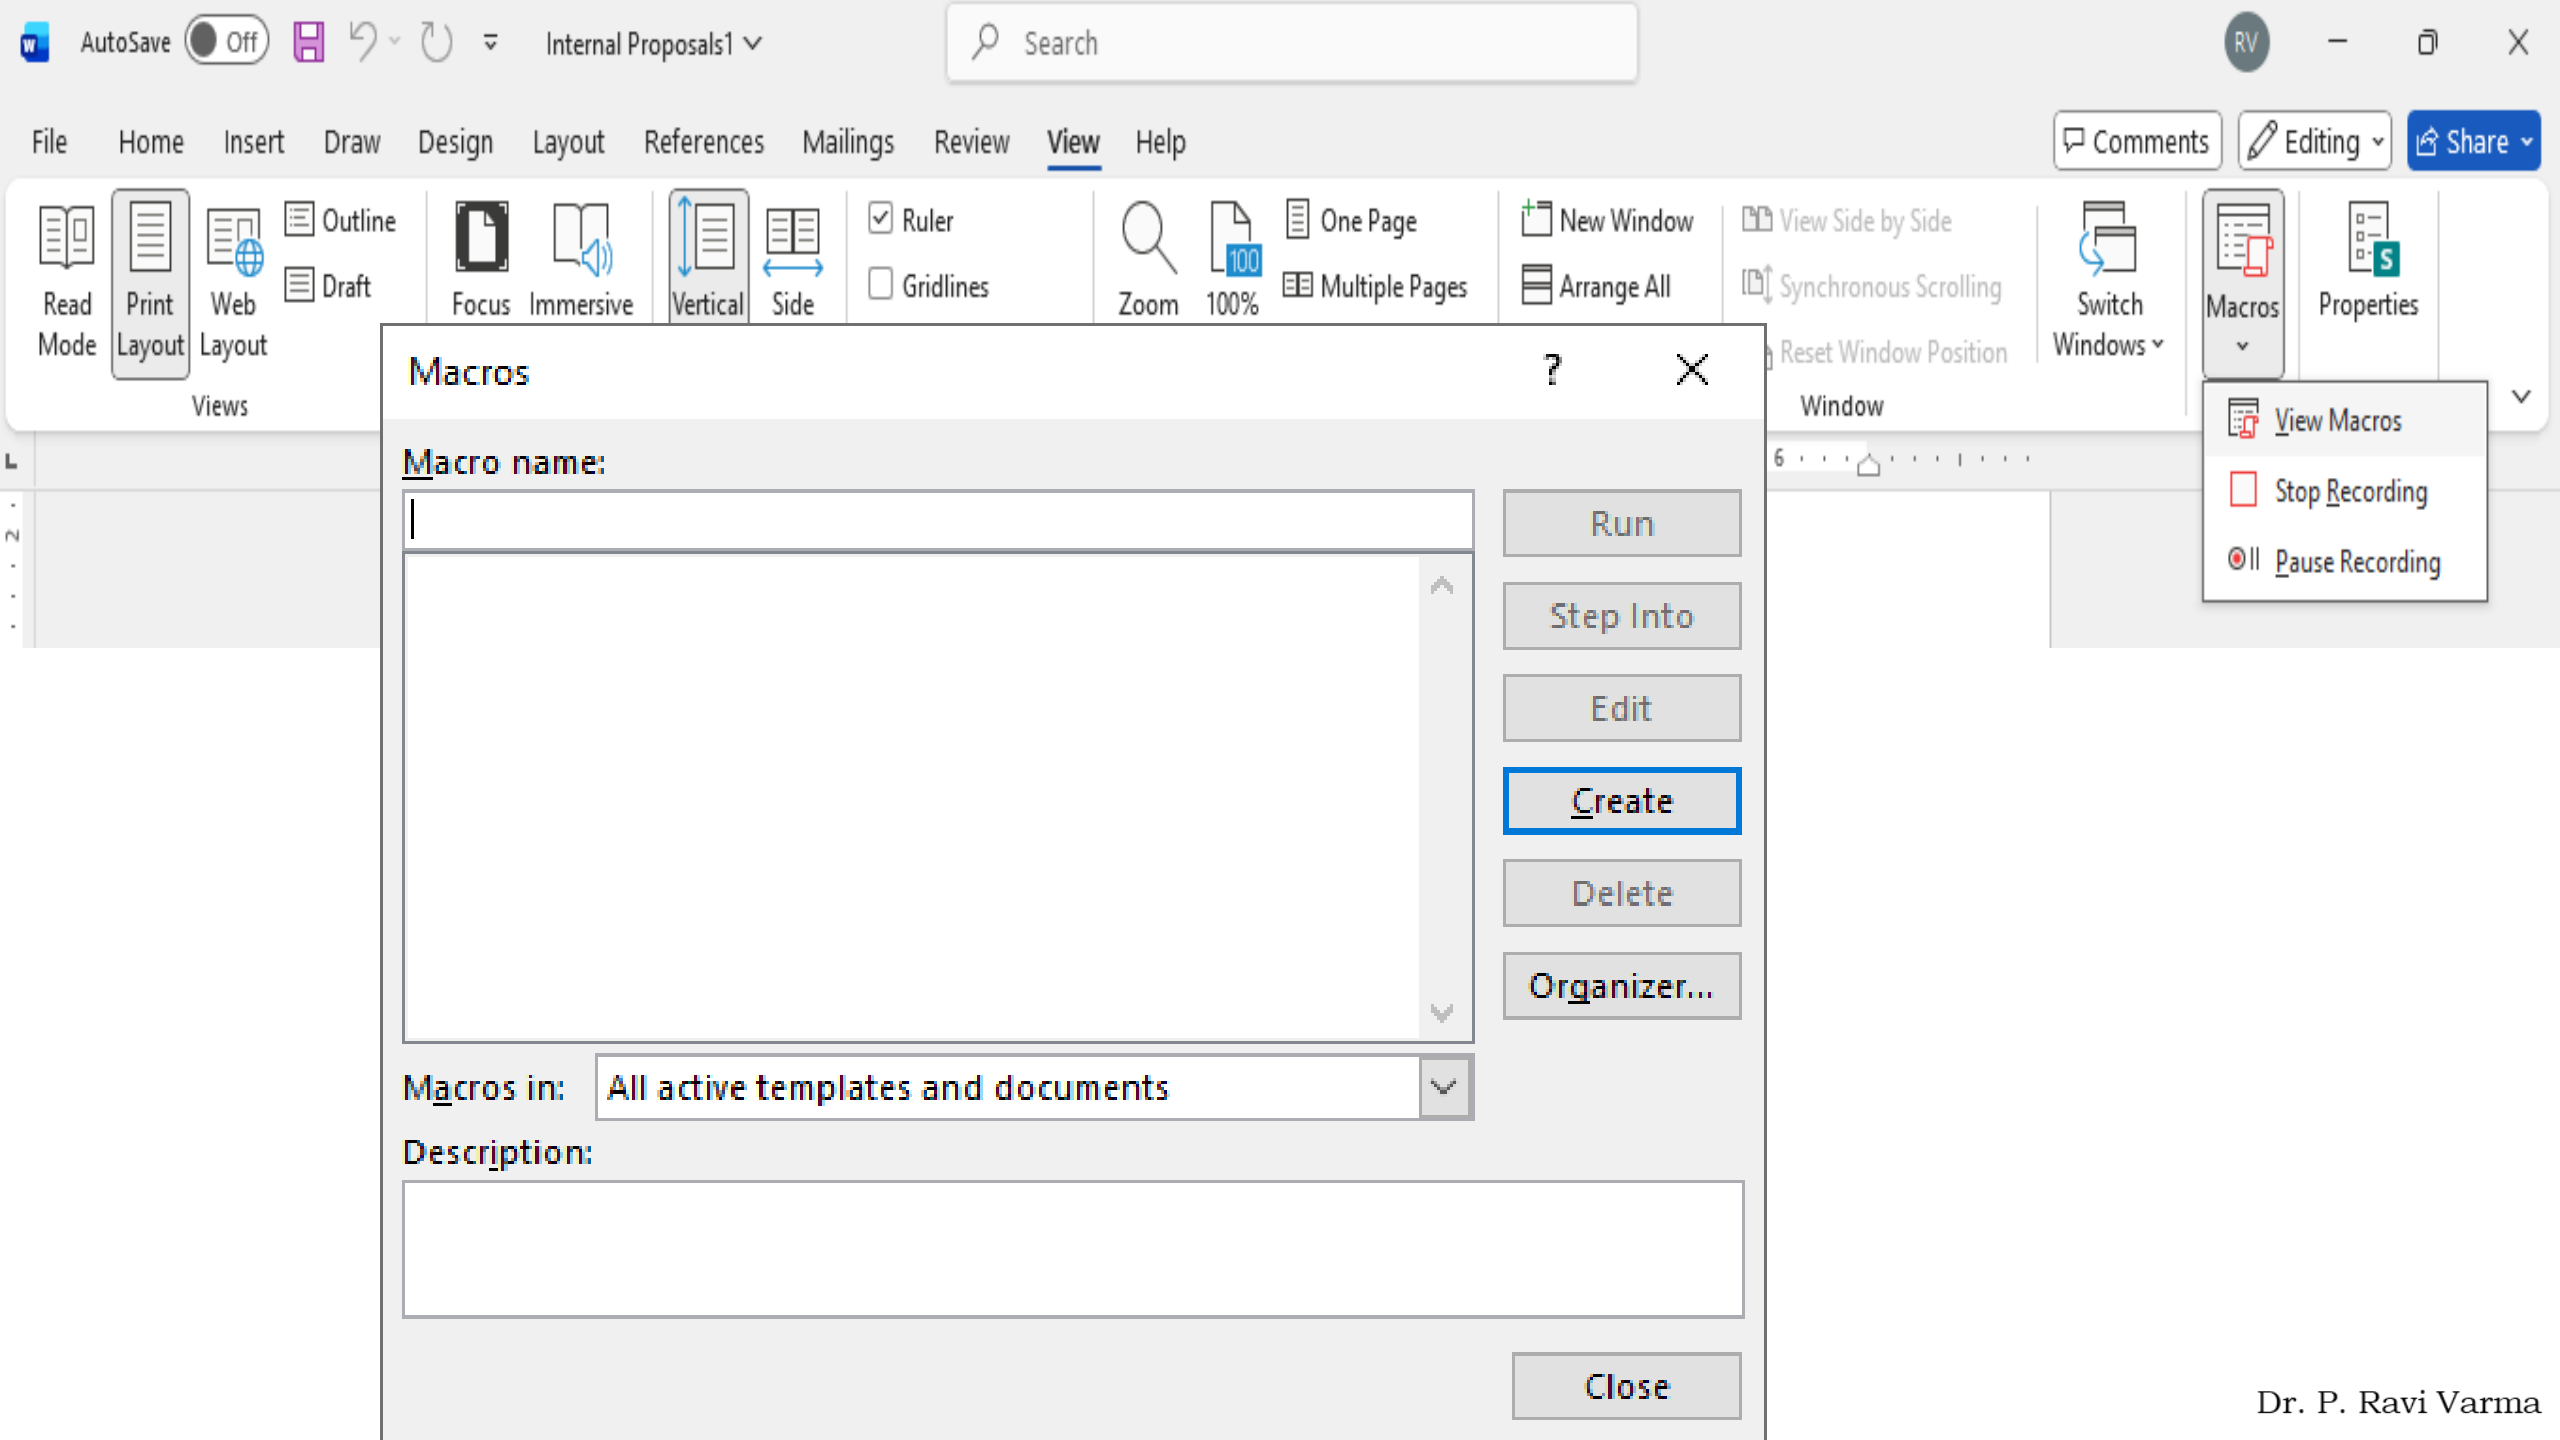 AutoSave Off Internal Proposals1 Search RV
File Home Insert Draw Design Layout References Mailings Review View Help Comments Editing Share
Read Mode
Print Layout
Web Layout
Outline
Draft
Views
Focus
Immersive
Vertical
Side
Ruler
Gridlines
Zoom
100
100%
One Page
Multiple Pages
New Window
Arrange All
View Side by Side
Synchronous Scrolling
Reset Window Position
Window
Switch Windows
Macros
S
Properties
View Macros
Stop Recording
Pause Recording
6
2
Macros ?
Macro name:
Run
Step Into
Edit
Create
Delete
Organizer...
Macros in: All active templates and documents
Description:
Close
Dr. P. Ravi Varma